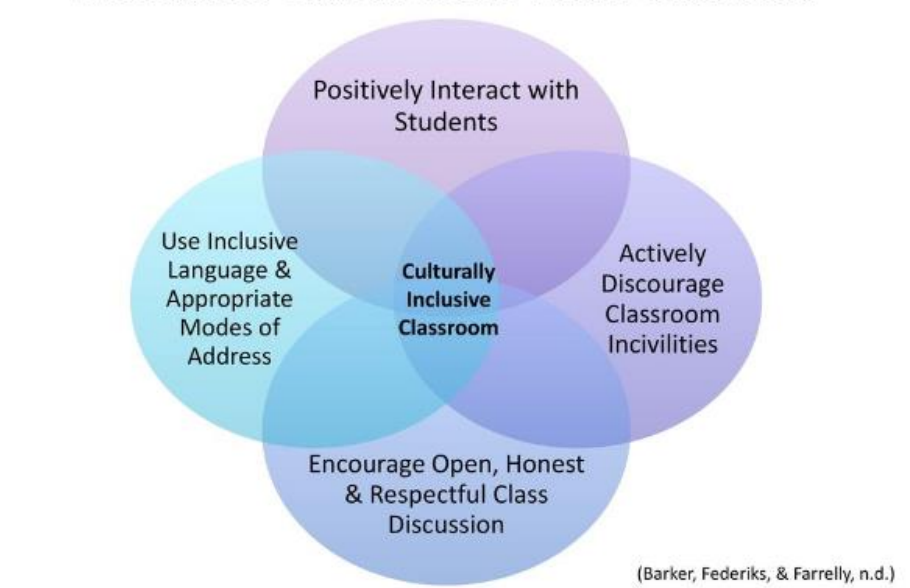 Positively Interact with
Students
Use Inclusive
Language &
Appropriate
Modes of
Address
Culturally
Inclusive
Classroom
Actively
Discourage
Classroom
Incivilities
Encourage Open, Honest
& Respectful Class
Discussion
(Barker, Federiks, & Farrelly, n.d.)